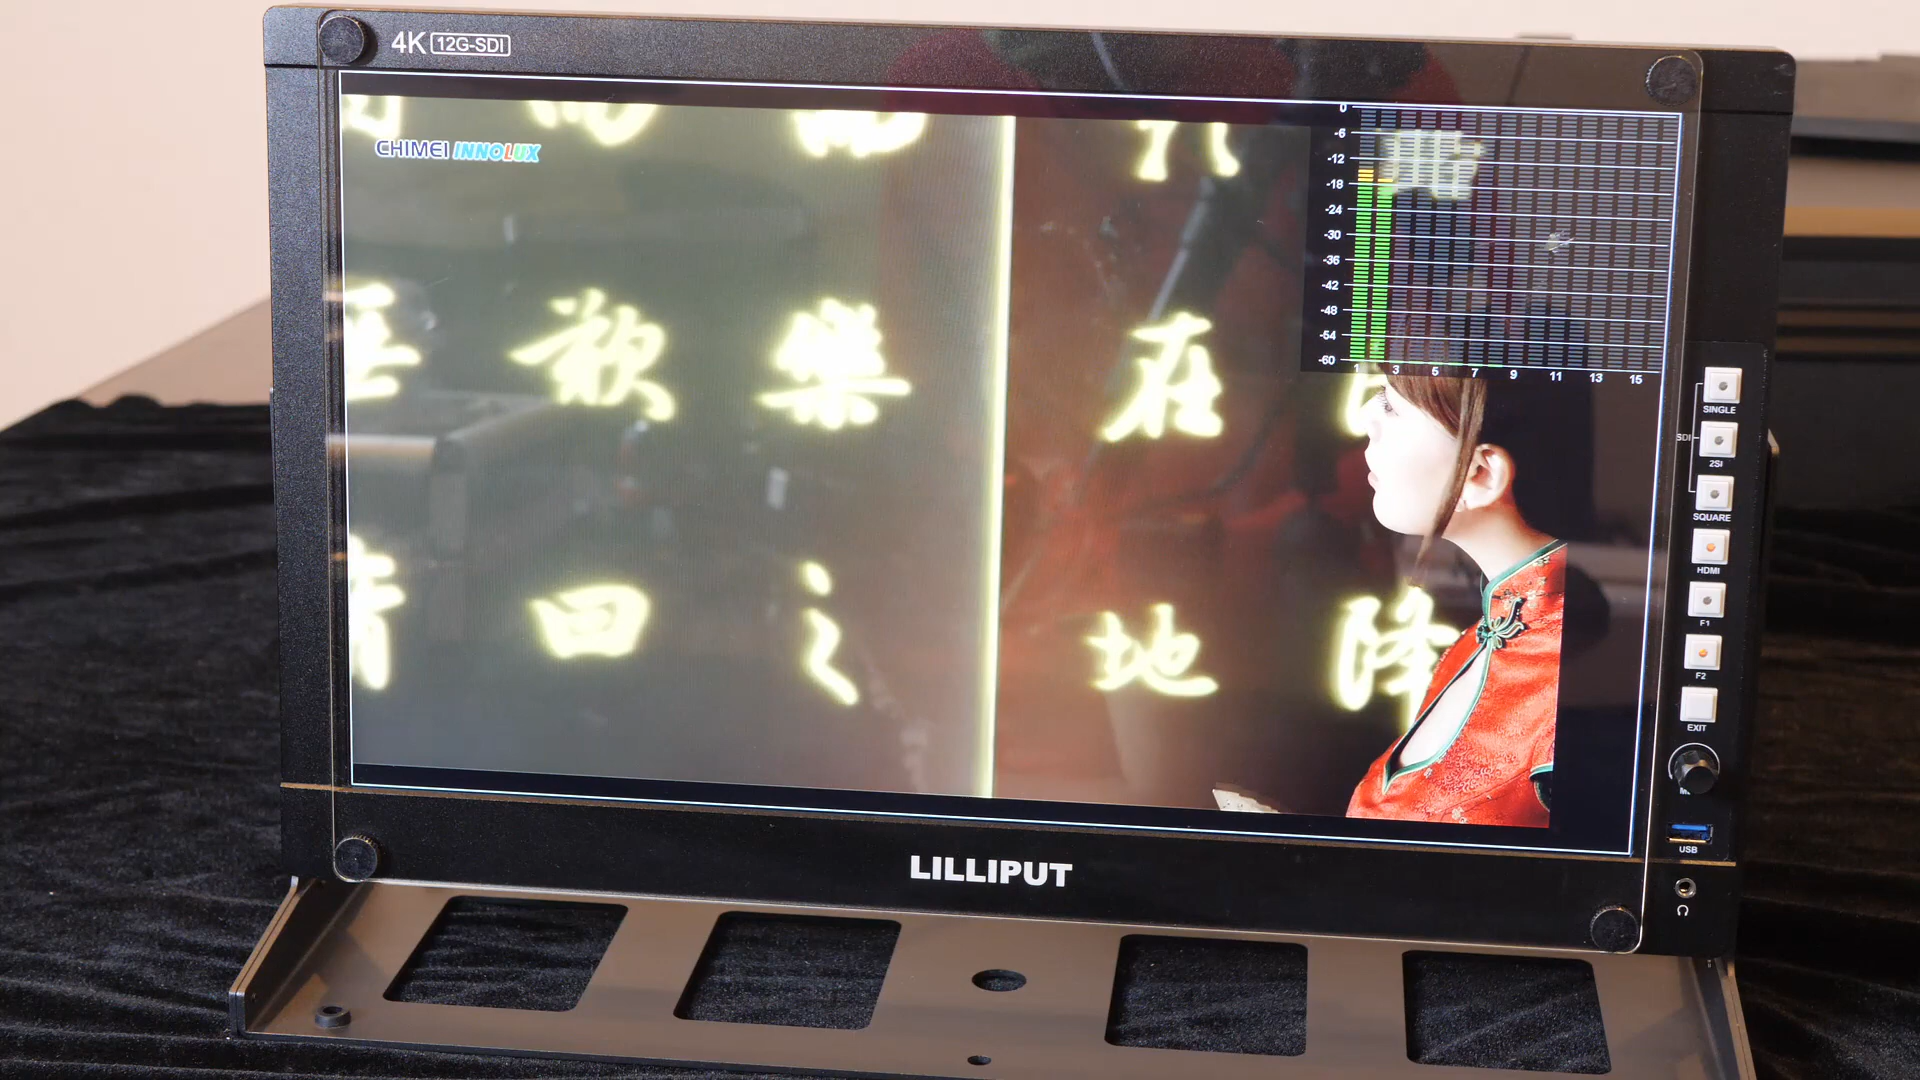 4K 12G-SDI
CHIMEI INNOLUX
歡 樂 在
回 之 地 降
0
-6
-12
-18
-24
-30
-36
-42
-48
-54
-60
1 3 5 7 9 11 13 15
SINGLE
SDI
2SI
SQUARE
HDMI
F1
F2
EXIT
USB
LILLIPUT